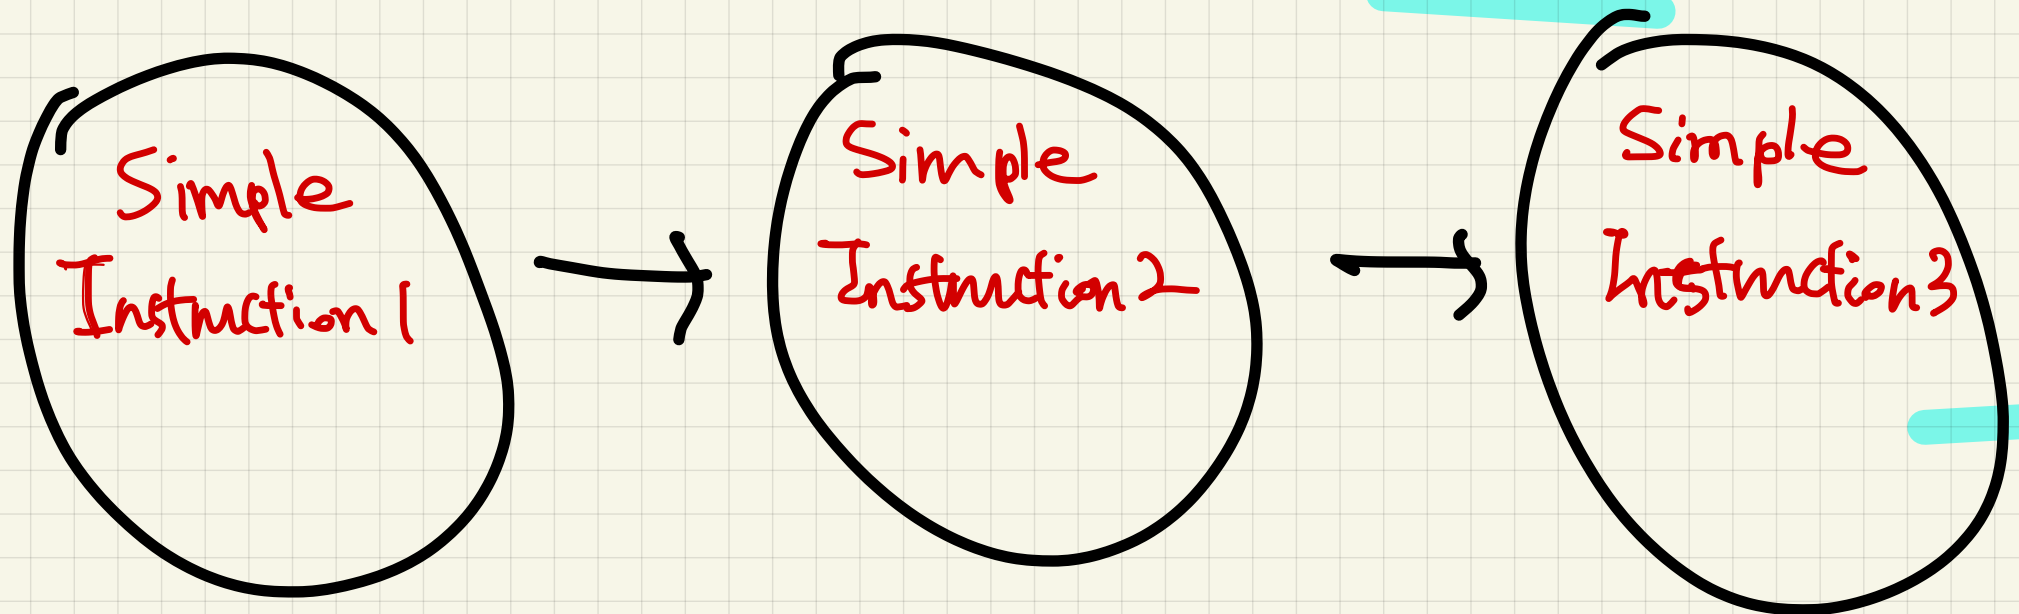 Simple
Instruction 1
Simple
Instruction 2
Simple
Instruction 3